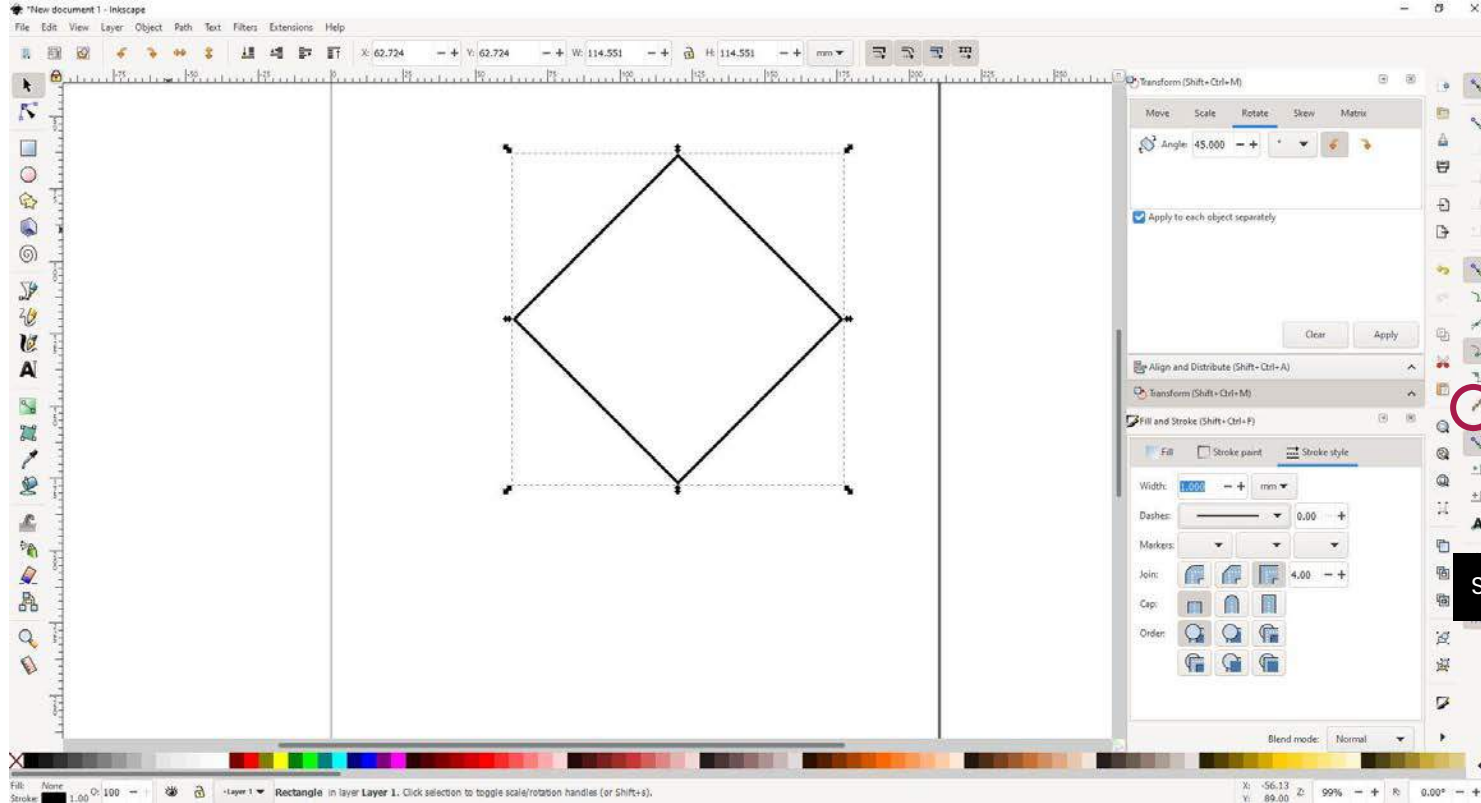 *New document 1 - Inkscape
File Edit View Layer Object Path Text Filters Extensions Help
X: 62.724 − + Y: 62.724 − + W: 114.551 − + H: 114.551 − + mm
Transform (Shift+Ctrl+M)
Move Scale Rotate Skew Matrix
Angle: 45.000 − + °
Apply to each object separately
Clear Apply
Align and Distribute (Shift+Ctrl+A)
Transform (Shift+Ctrl+M)
Fill and Stroke (Shift+Ctrl+F)
Fill Stroke paint Stroke style
Width: 1.000 − + mm
Dashes: 0.00 +
Markers:
Join: 4.00 − +
Cap:
Order:
S
Blend mode: Normal
Fill: None
Stroke: 1.00 O: 100 − + •Layer 1 Rectangle in layer Layer 1. Click selection to toggle scale/rotation handles (or Shift+s).
X: -56.13
Y: 89.00 Z: 99% − + R: 0.00° − +